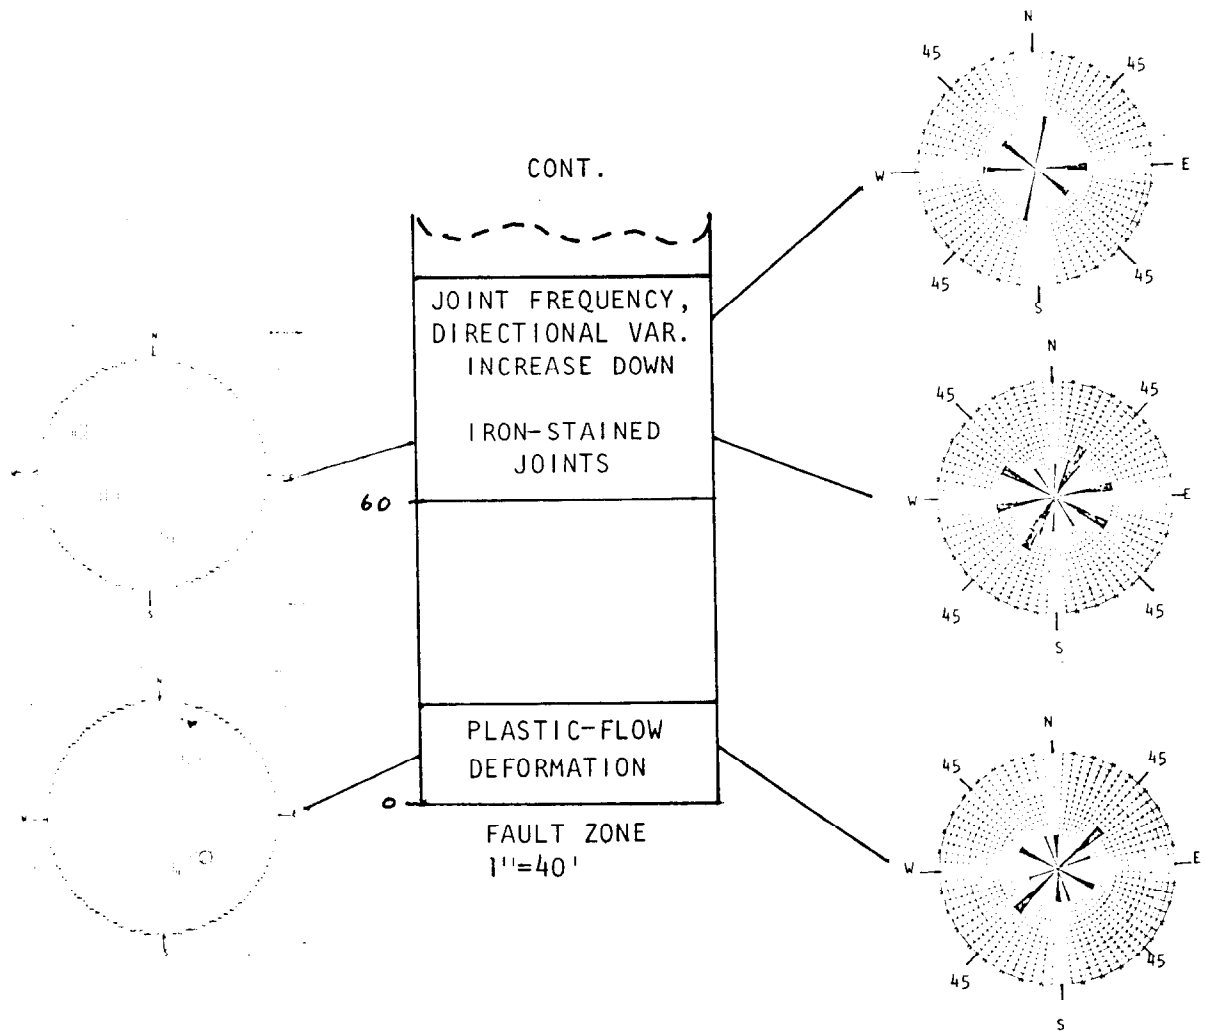 CONT.
JOINT FREQUENCY,
DIRECTIONAL VAR.
INCREASE DOWN
IRON-STAINED
JOINTS
60
PLASTIC-FLOW
DEFORMATION
0
FAULT ZONE
1"=40'
N
45
45
W
E
45
45
S
N
45
45
W
E
45
45
S
N
45
45
W
E
45
45
S
N
S
N
S